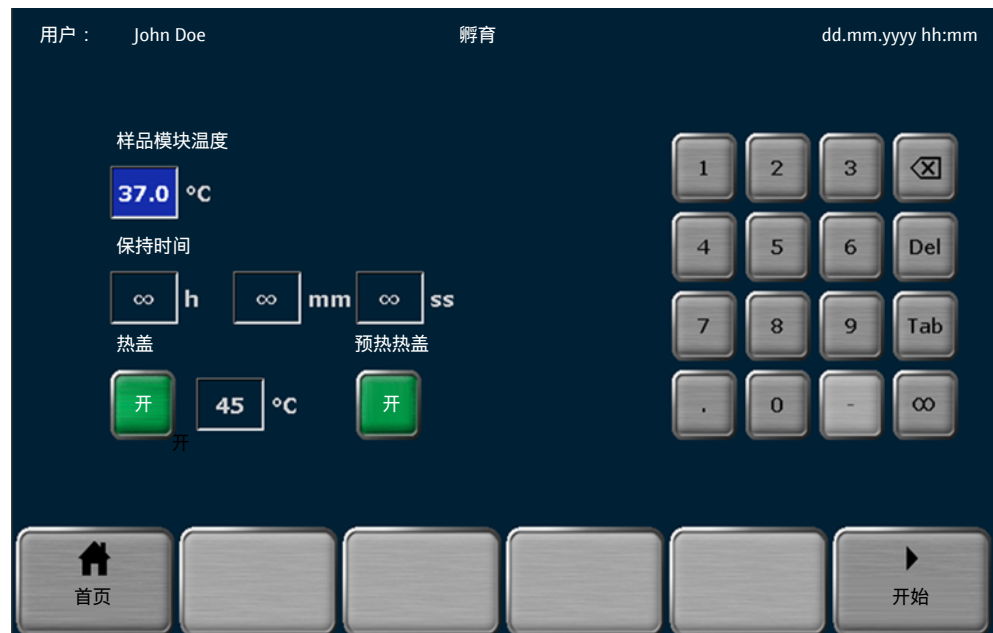 用户： John Doe 孵育 dd.mm.yyyy hh:mm
样品模块温度
37.0 °C
保持时间
∞ h ∞ mm ∞ ss
热盖 预热热盖
开 45 °C 开
开
1 2 3
4 5 6 Del
7 8 9 Tab
. 0 - ∞
首页 开始